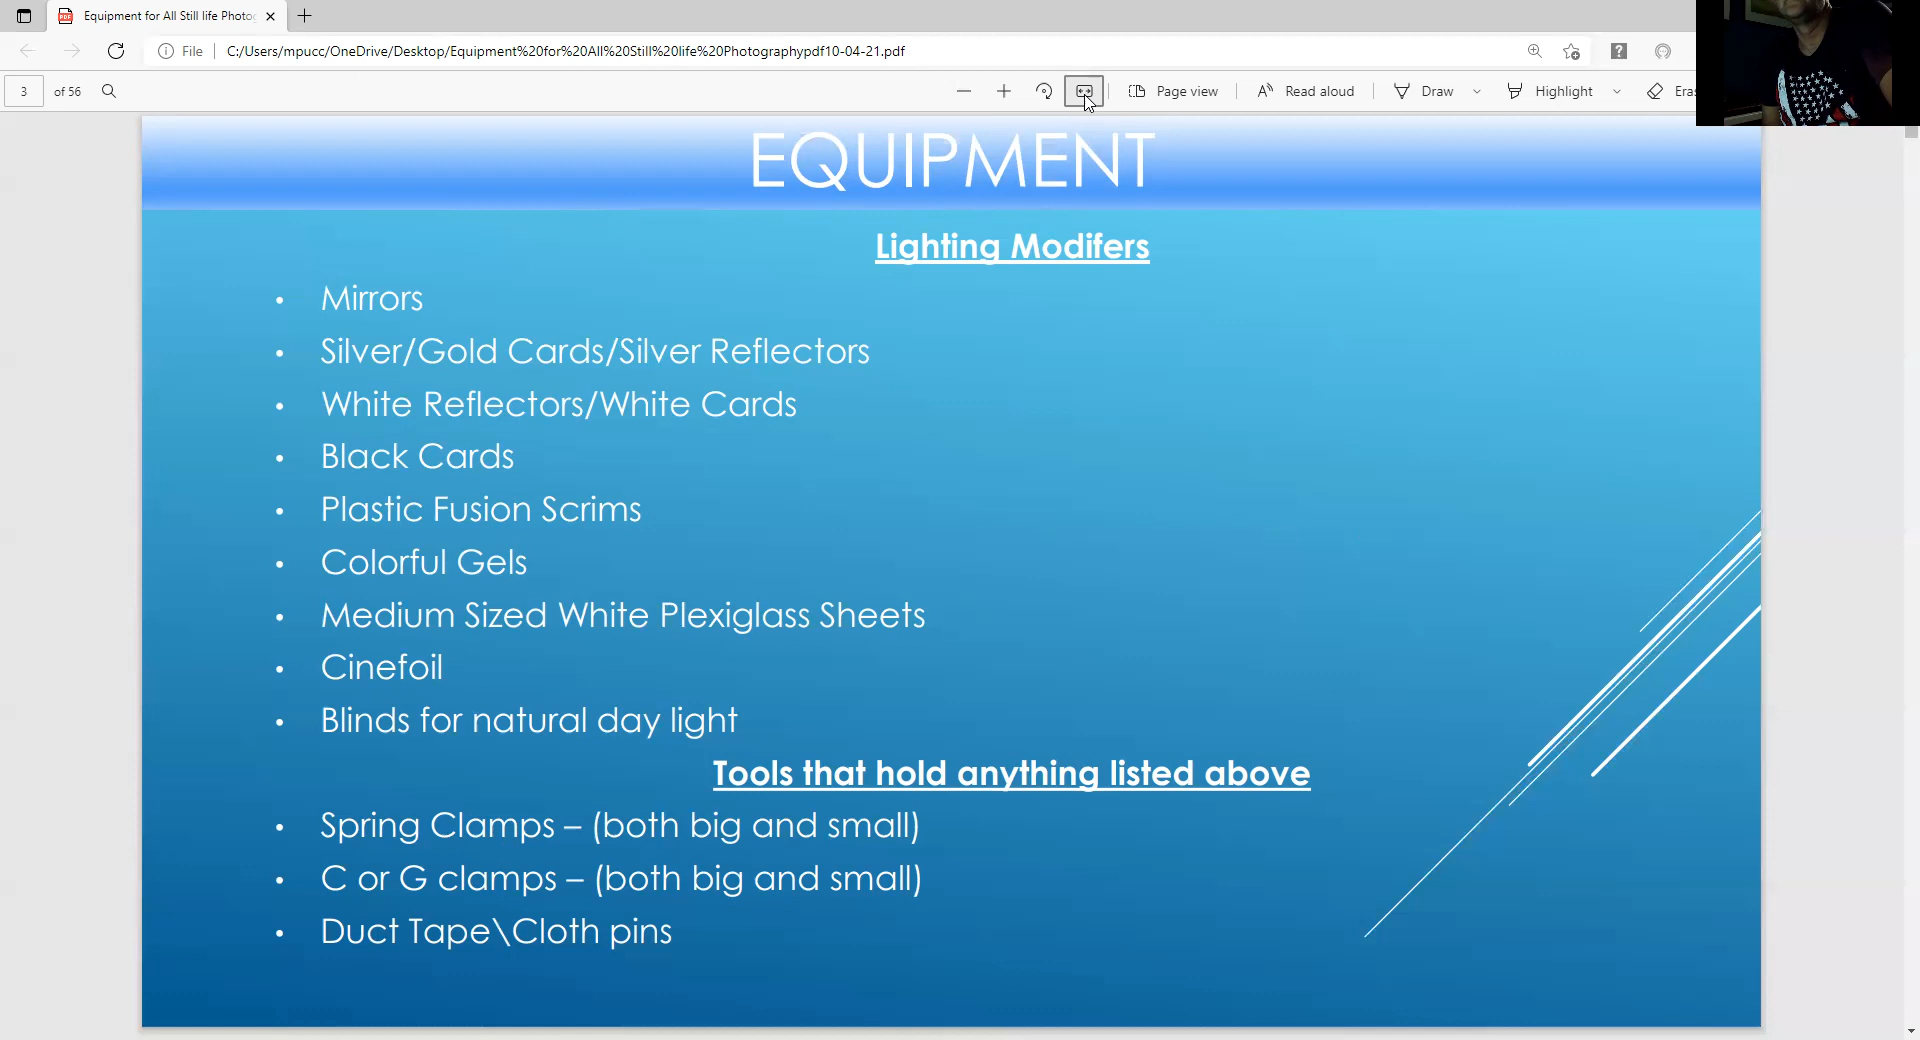 Equipment for All Still life Photo
File
C:/Users/mpucc/OneDrive/Desktop/Equipment%20for%20All%20Still%20life%20Photographypdf10-04-21.pdf
3 of 56
Page view
Read aloud
Draw
Highlight
Eras
EQUIPMENT
Lighting Modifers
• Mirrors
• Silver/Gold Cards/Silver Reflectors
• White Reflectors/White Cards
• Black Cards
• Plastic Fusion Scrims
• Colorful Gels
• Medium Sized White Plexiglass Sheets
• Cinefoil
• Blinds for natural day light
Tools that hold anything listed above
• Spring Clamps – (both big and small)
• C or G clamps – (both big and small)
• Duct Tape\Cloth pins